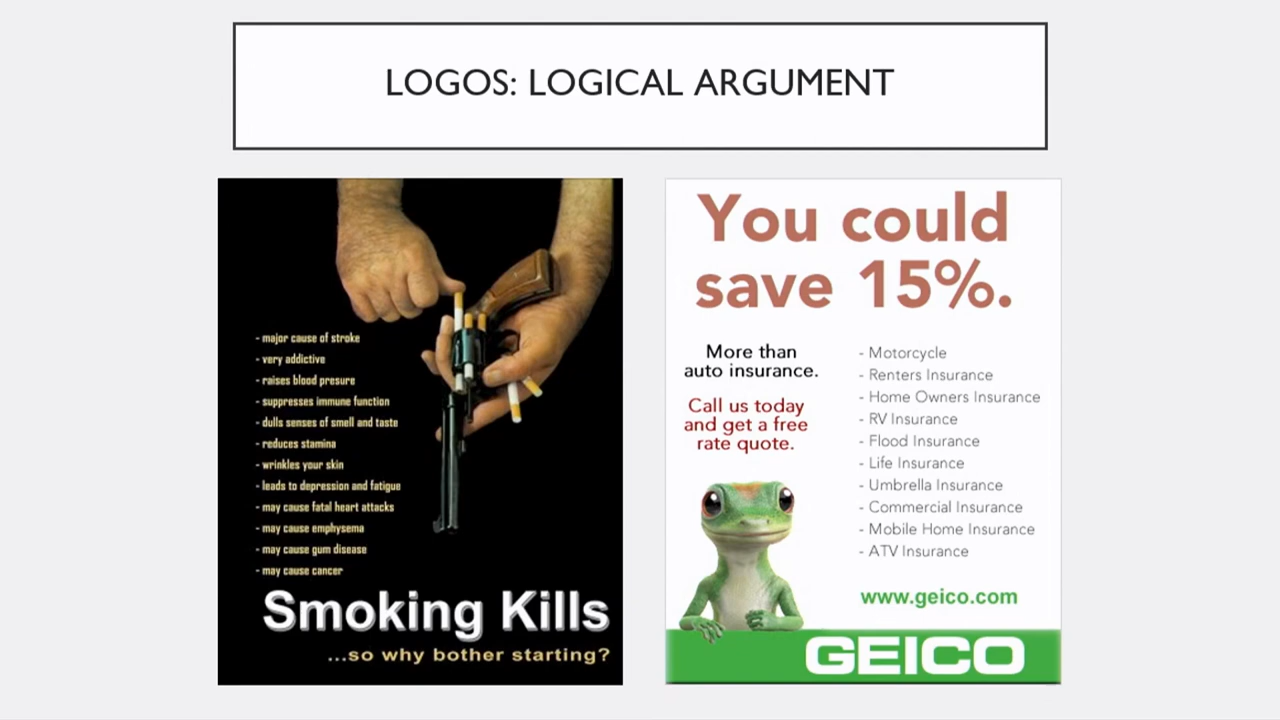 LOGOS: LOGICAL ARGUMENT
- major cause of stroke
- very addictive
- raises blood presure
- suppresses immune function
- dulls senses of smell and taste
- reduces stamina
- wrinkles your skin
- leads to depression and fatigue
- may cause fatal heart attacks
- may cause emphysema
- may cause gum disease
- may cause cancer
Smoking Kills
...so why bother starting?
You could
save 15%.
More than
auto insurance.
Call us today
and get a free
rate quote.
- Motorcycle
- Renters Insurance
- Home Owners Insurance
- RV Insurance
- Flood Insurance
- Life Insurance
- Umbrella Insurance
- Commercial Insurance
- Mobile Home Insurance
- ATV Insurance
www.geico.com
GEICO